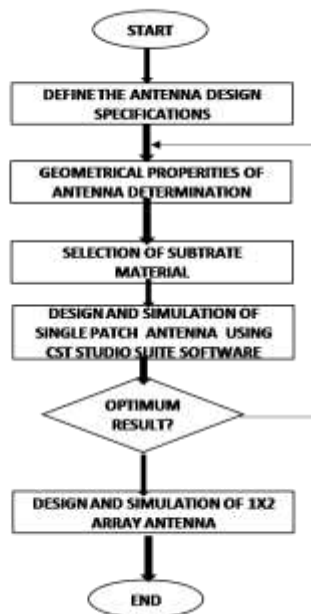 START
DEFINE THE ANTENNA DESIGN
SPECIFICATIONS
GEOMETRICAL PROPERITIES OF
ANTENNA DETERMINATION
SELECTION OF SUBTRATE
MATERIAL
DESIGN AND SIMULATION OF
SINGLE PATCH ANTENNA USING
CST STUDIO SUITE SOFTWARE
OPTIMUM
RESULT?
DESIGN AND SIMULATION OF 1X2
ARRAY ANTENNA
END